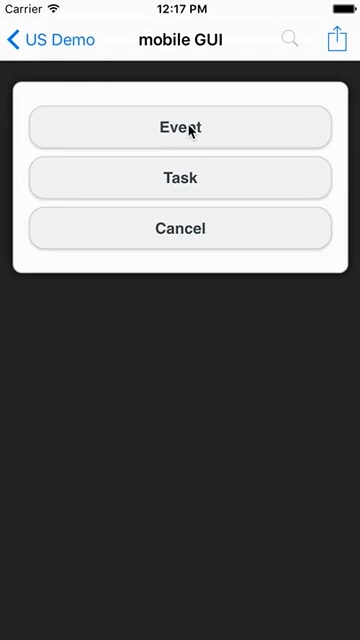 Carrier 12:17 PM
US Demo mobile GUI
Event
Task
Cancel